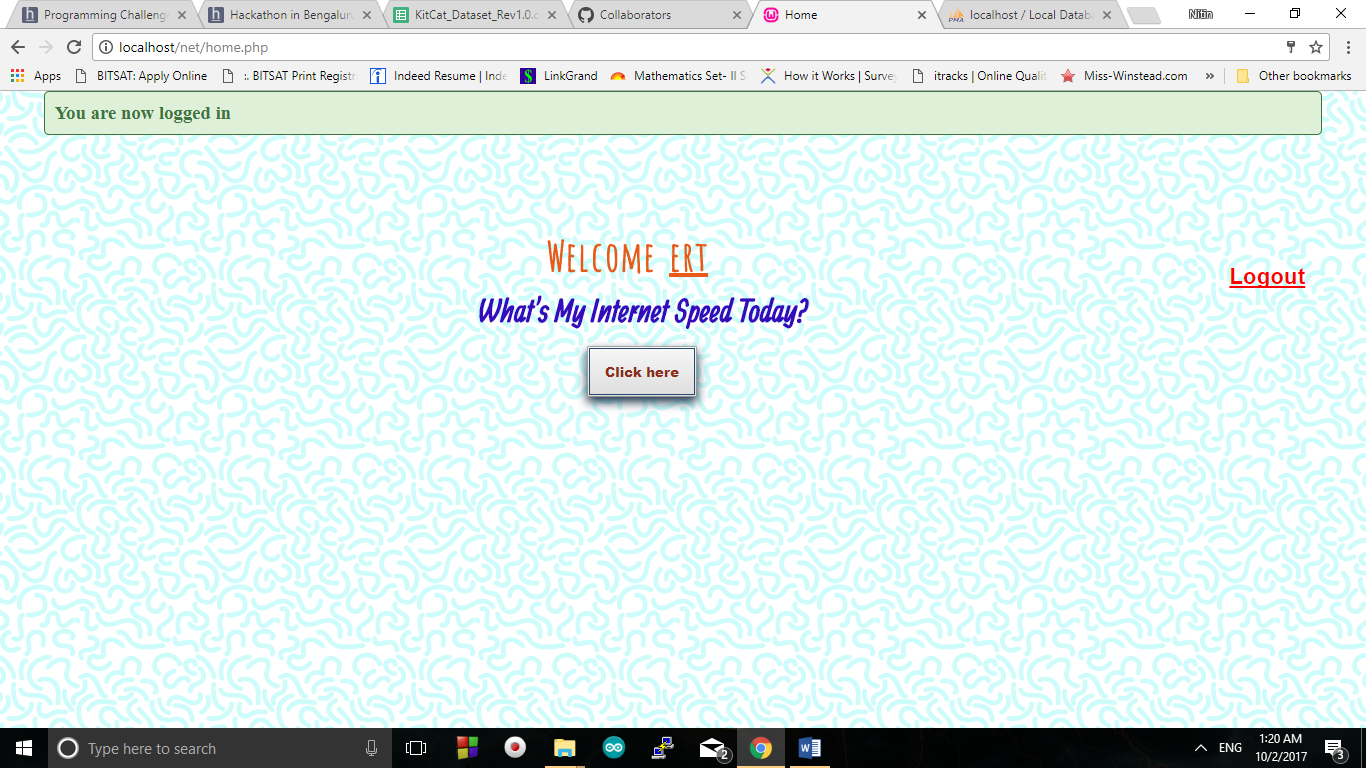 Programming Challeng
Hackathon in Bengalur
KitCat_Dataset_Rev1.0.c
Collaborators
Home
localhost / Local Datab
Nitin
localhost/net/home.php
Apps
BITSAT: Apply Online
:. BITSAT Print Registr
Indeed Resume | Inde
LinkGrand
Mathematics Set- II S
How it Works | Surve
itracks | Online Qualit
Miss-Winstead.com
»
Other bookmarks
You are now logged in
Welcome ert
Logout
What's My Internet Speed Today?
Click here
Type here to search
2
ENG
1:20 AM
10/2/2017
3